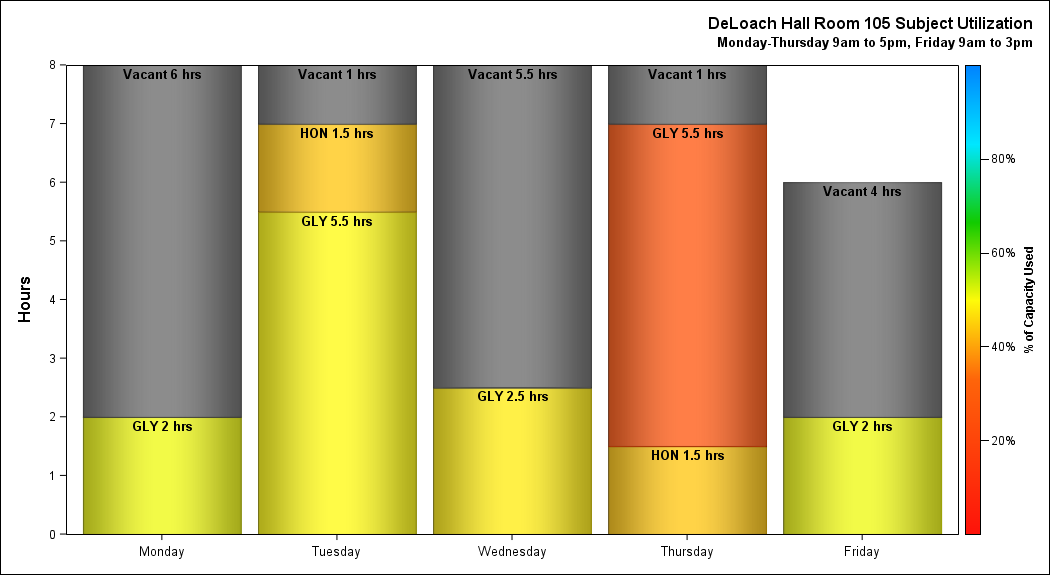 DeLoach Hall Room 105 Subject Utilization
Monday-Thursday 9am to 5pm, Friday 9am to 3pm
Hours
8
7
6
5
4
3
2
1
0
Vacant 6 hrs
GLY 2 hrs
Vacant 1 hrs
HON 1.5 hrs
GLY 5.5 hrs
Vacant 5.5 hrs
GLY 2.5 hrs
Vacant 1 hrs
GLY 5.5 hrs
HON 1.5 hrs
Vacant 4 hrs
GLY 2 hrs
Monday
Tuesday
Wednesday
Thursday
Friday
80%
60%
40%
20%
% of Capacity Used